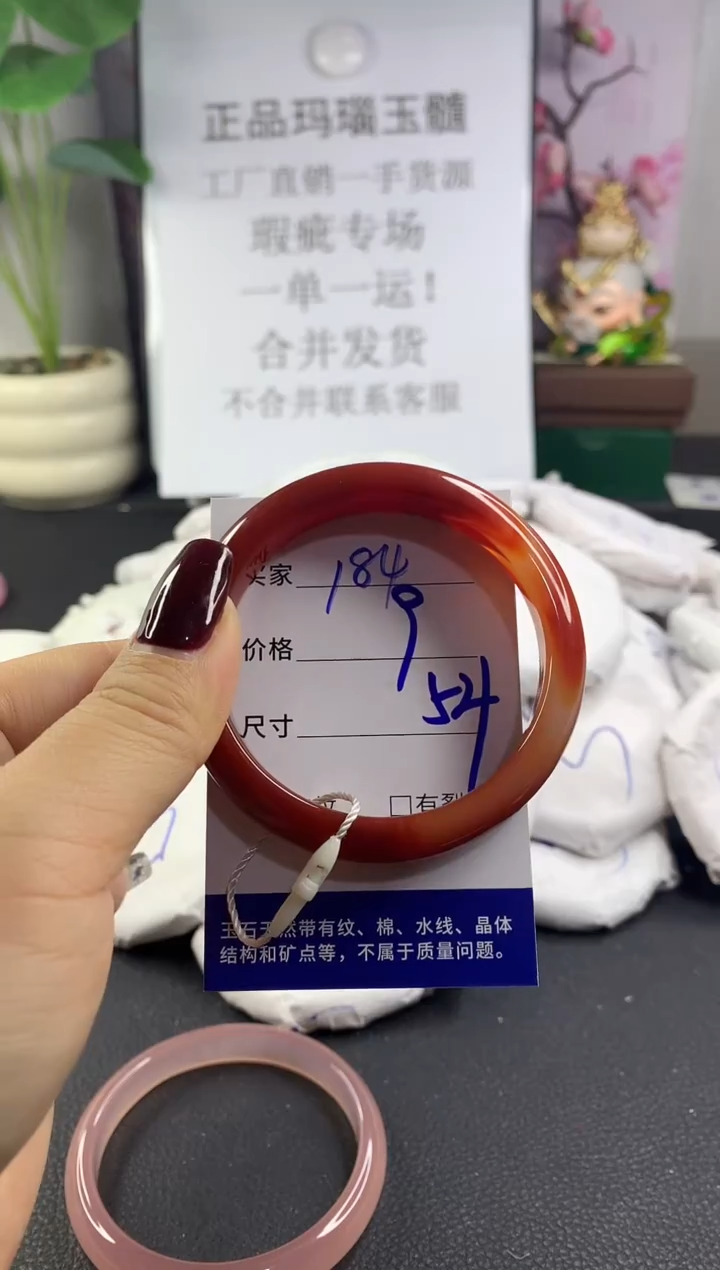 正品玛瑙玉髓
工厂直销一手货源
瑕疵专场
一单一运！
合并发货
不合并联系客服
买家 184g
价格
尺寸 54
纹 □有裂
玉石天然带有纹、棉、水线、晶体
结构和矿点等，不属于质量问题。